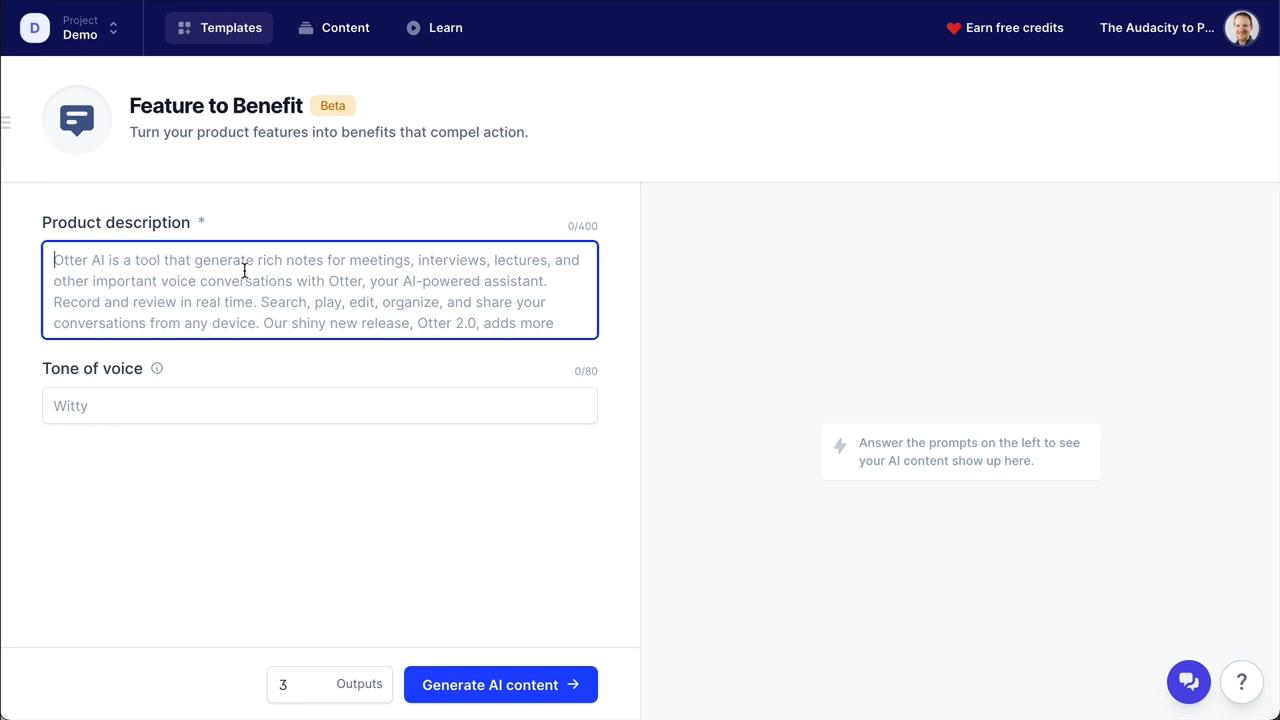 D
Project
Demo
Templates
Content
Learn
Earn free credits
The Audacity to P...
Feature to Benefit
Beta
Turn your product features into benefits that compel action.
Product description *
0/400
Otter AI is a tool that generate rich notes for meetings, interviews, lectures, and
other important voice conversations with Otter, your AI-powered assistant.
Record and review in real time. Search, play, edit, organize, and share your
conversations from any device. Our shiny new release, Otter 2.0, adds more
Tone of voice
0/80
Witty
Answer the prompts on the left to see
your AI content show up here.
3 Outputs
Generate AI content →
?